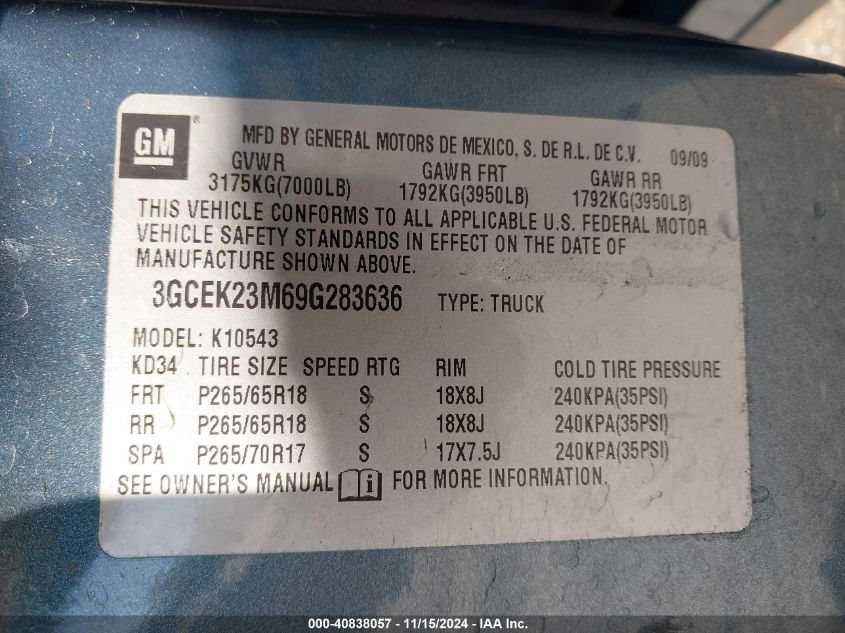 GM ® MFD BY GENERAL MOTORS DE MEXICO, S. DE R.L. DE C.V. 09/09
GVWR GAWR FRT GAWR RR
3175KG(7000LB) 1792KG(3950LB) 1792KG(3950LB)
THIS VEHICLE CONFORMS TO ALL APPLICABLE U.S. FEDERAL MOTOR
VEHICLE SAFETY STANDARDS IN EFFECT ON THE DATE OF
MANUFACTURE SHOWN ABOVE.
3GCEK23M69G283636 TYPE: TRUCK
MODEL: K10543
KD34 TIRE SIZE SPEED RTG RIM COLD TIRE PRESSURE
FRT P265/65R18 S 18X8J 240KPA(35PSI)
RR P265/65R18 S 18X8J 240KPA(35PSI)
SPA P265/70R17 S 17X7.5J 240KPA(35PSI)
SEE OWNER'S MANUAL i FOR MORE INFORMATION.
000-40838057 - 11/15/2024 - IAA Inc.